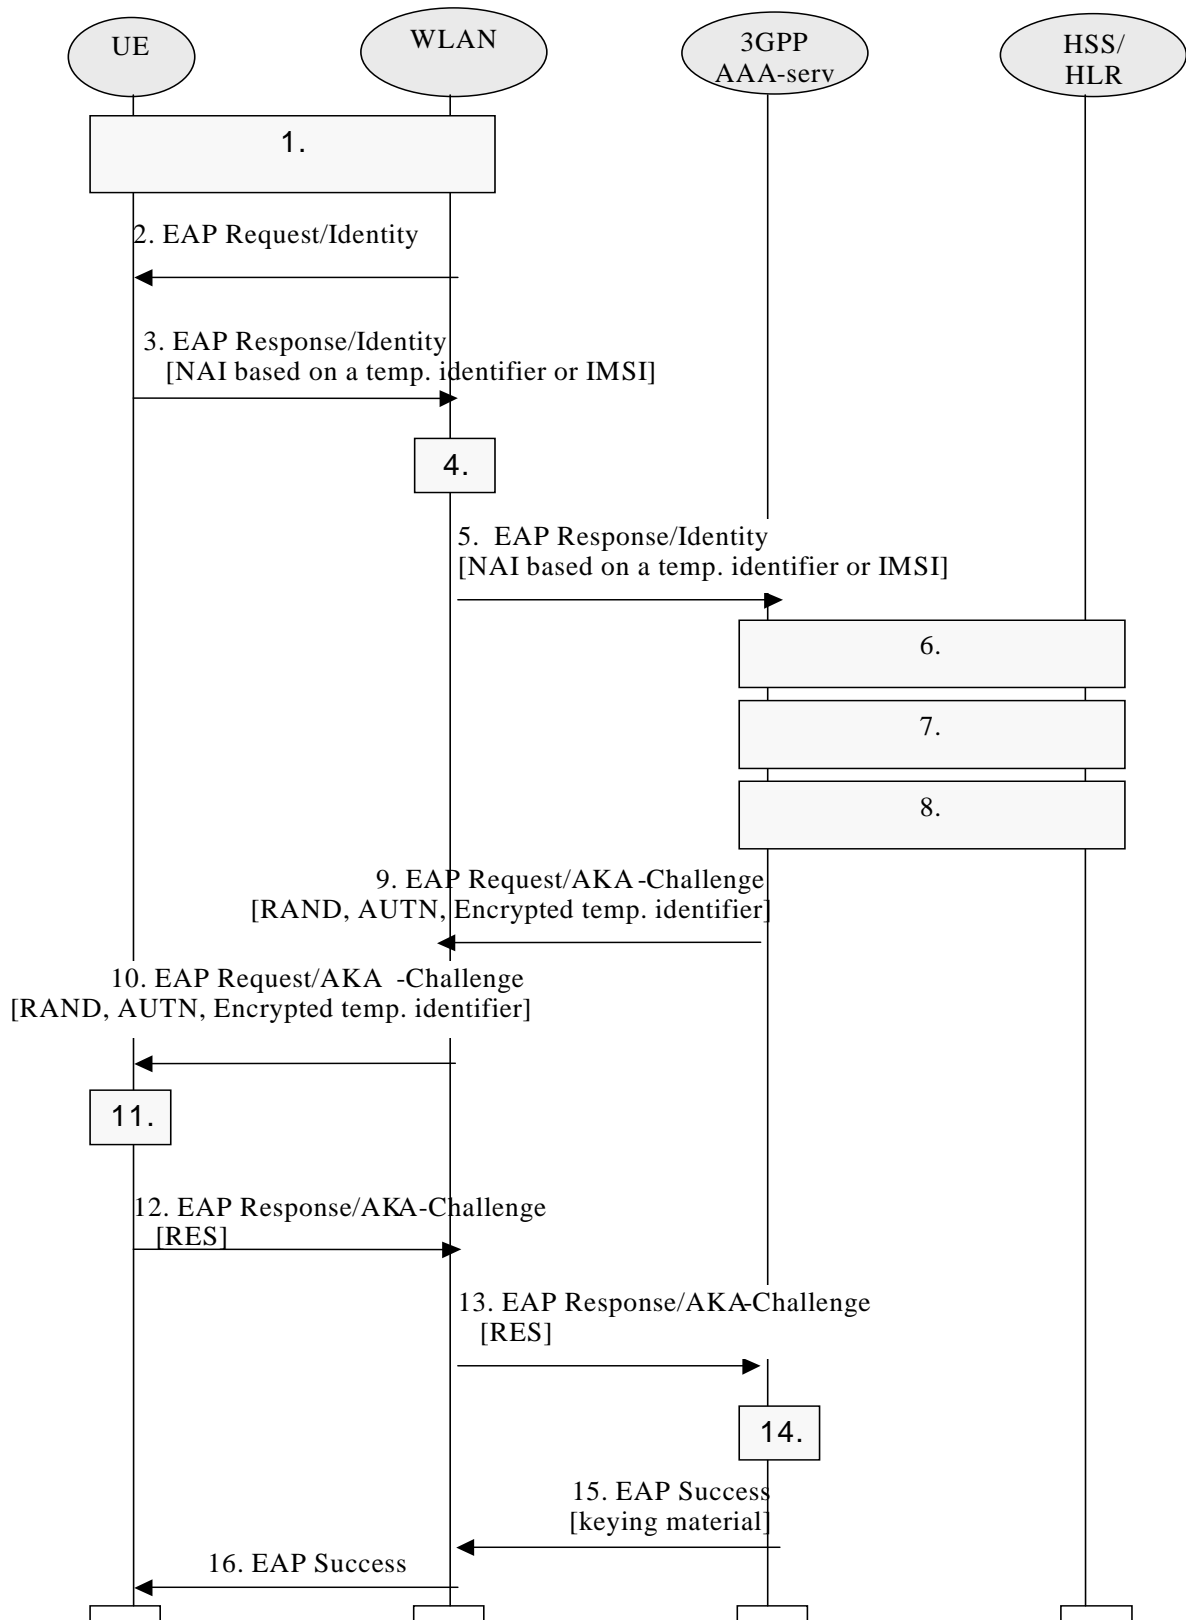 UE
WLAN
3GPP
AAA-serv
HSS/
HLR
1.
2. EAP Request/Identity
3. EAP Response/Identity
[NAI based on a temp. identifier or IMSI]
4.
5. EAP Response/Identity
[NAI based on a temp. identifier or IMSI]
6.
7.
8.
9. EAP Request/AKA-Challenge
[RAND, AUTN, Encrypted temp. identifier]
10. EAP Request/AKA -Challenge
[RAND, AUTN, Encrypted temp. identifier]
11.
12. EAP Response/AKA-Challenge
[RES]
13. EAP Response/AKA-Challenge
[RES]
14.
15. EAP Success
[keying material]
16. EAP Success